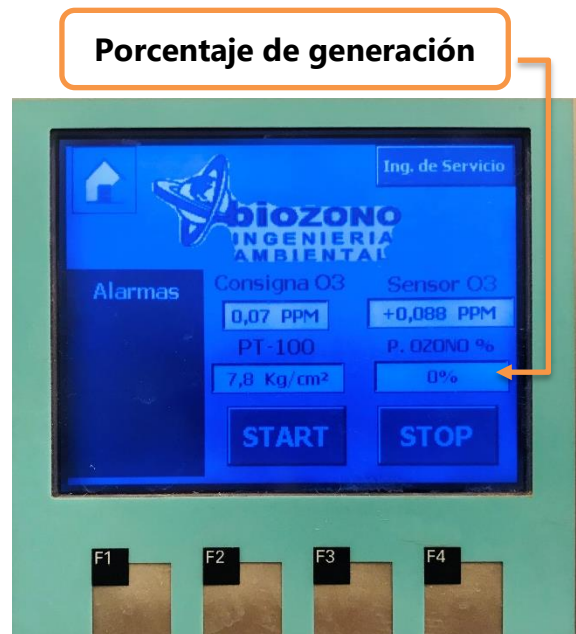 Porcentaje de generación
Ing. de Servicio
biozono
INGENIERIA
AMBIENTAL
Alarmas
Consigna O3
Sensor O3
0,07 PPM
+0,088 PPM
PT-100
P. OZONO %
7,8 Kg/cm²
0%
START
STOP
F1
F2
F3
F4